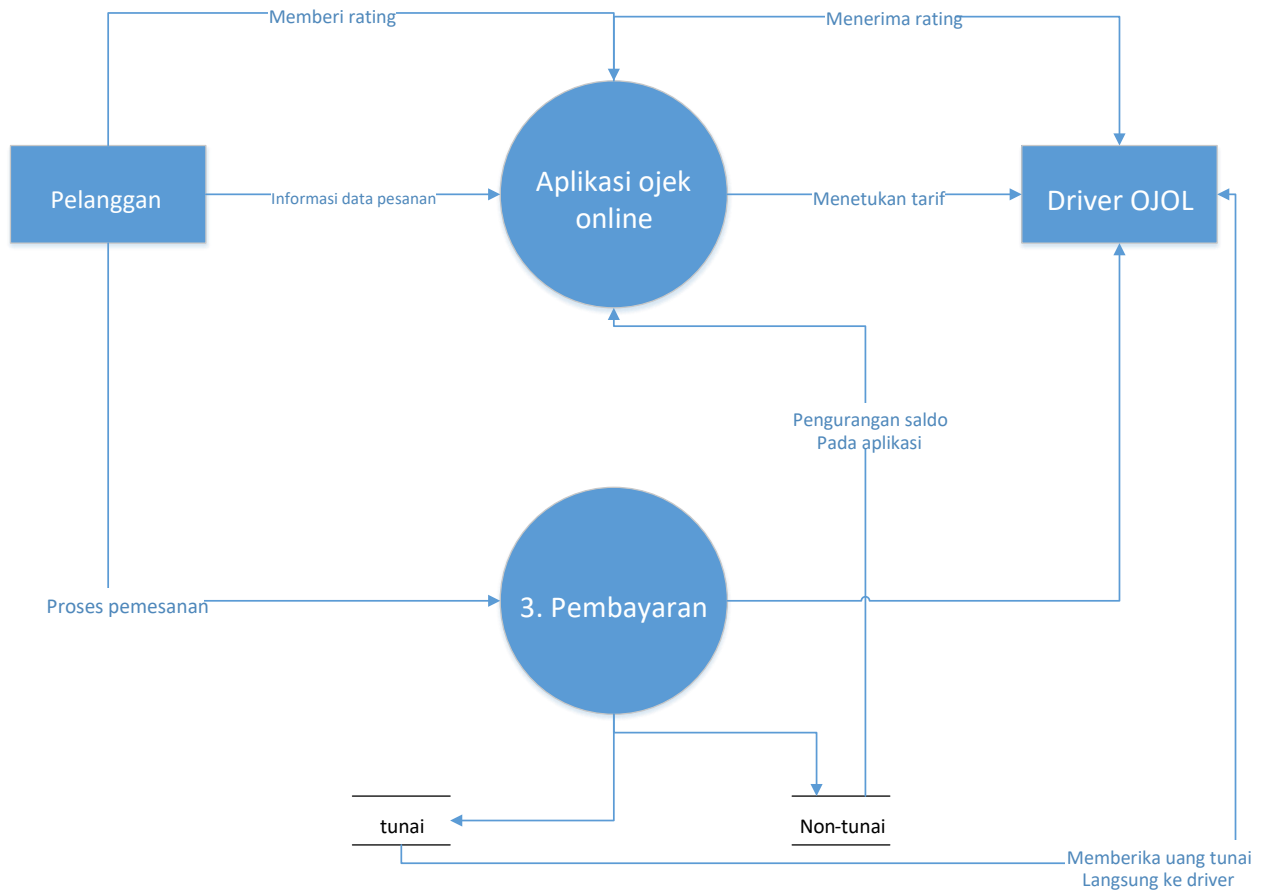 Memberi rating
Menerima rating
Pelanggan
Informasi data pesanan
Aplikasi ojek
online
Menetukan tarif
Driver OJOL
Pengurangan saldo
Pada aplikasi
Proses pemesanan
3. Pembayaran
tunai
Non-tunai
Memberika uang tunai
Langsung ke driver